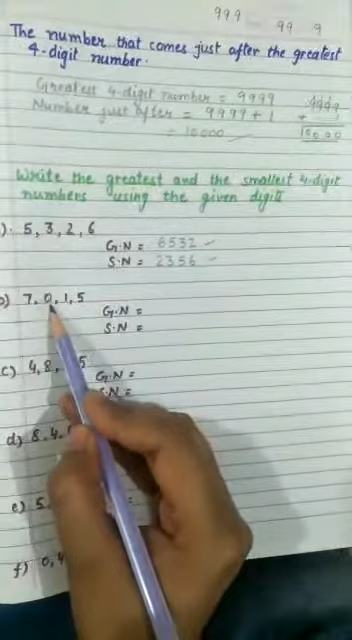 999 99 9
The number that comes just after the greatest
4-digit number.
Greatest 4-digit number = 9999
Number just after = 9999+1
= 10000
9999
+ 1
10000
Write the greatest and the smallest 4-digit
numbers using the given digits
). 5, 3, 2, 6
G.N = 6532
S.N = 2356
b) 7, 0, 1, 5
G.N =
S.N =
c) 4, 8, 5
G.N =
S.N =
d) 8, 4,
e) 5,
=
f) 0, 4